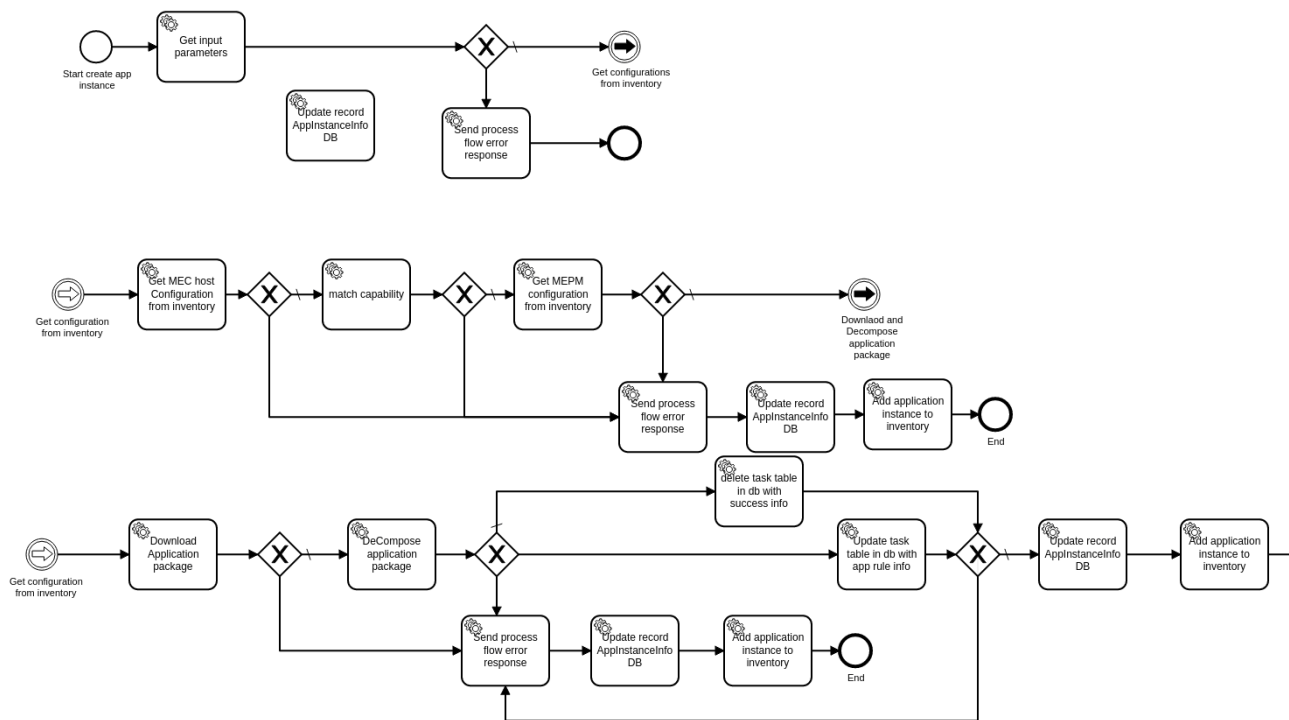 Get input
parameters
Start create app
instance
Get configurations
from inventory
Update record
AppInstanceInfo
DB
Send process
flow error
response
Get MEC host
Configuration
from inventory
match capability
Get MEPM
configuration
from inventory
Get configuration
from inventory
Downlaod and
Decompose
application
package
Send process
flow error
response
Update record
AppInstanceInfo
DB
Add application
instance to
inventory
End
delete task table
in db with
success info
Download
Application
package
DeCompose
application
package
Update task
table in db with
app rule info
Update record
AppInstanceInfo
DB
Add application
instance to
inventory
Get configuration
from inventory
Send process
flow error
response
Update record
AppInstanceInfo
DB
Add application
instance to
inventory
End